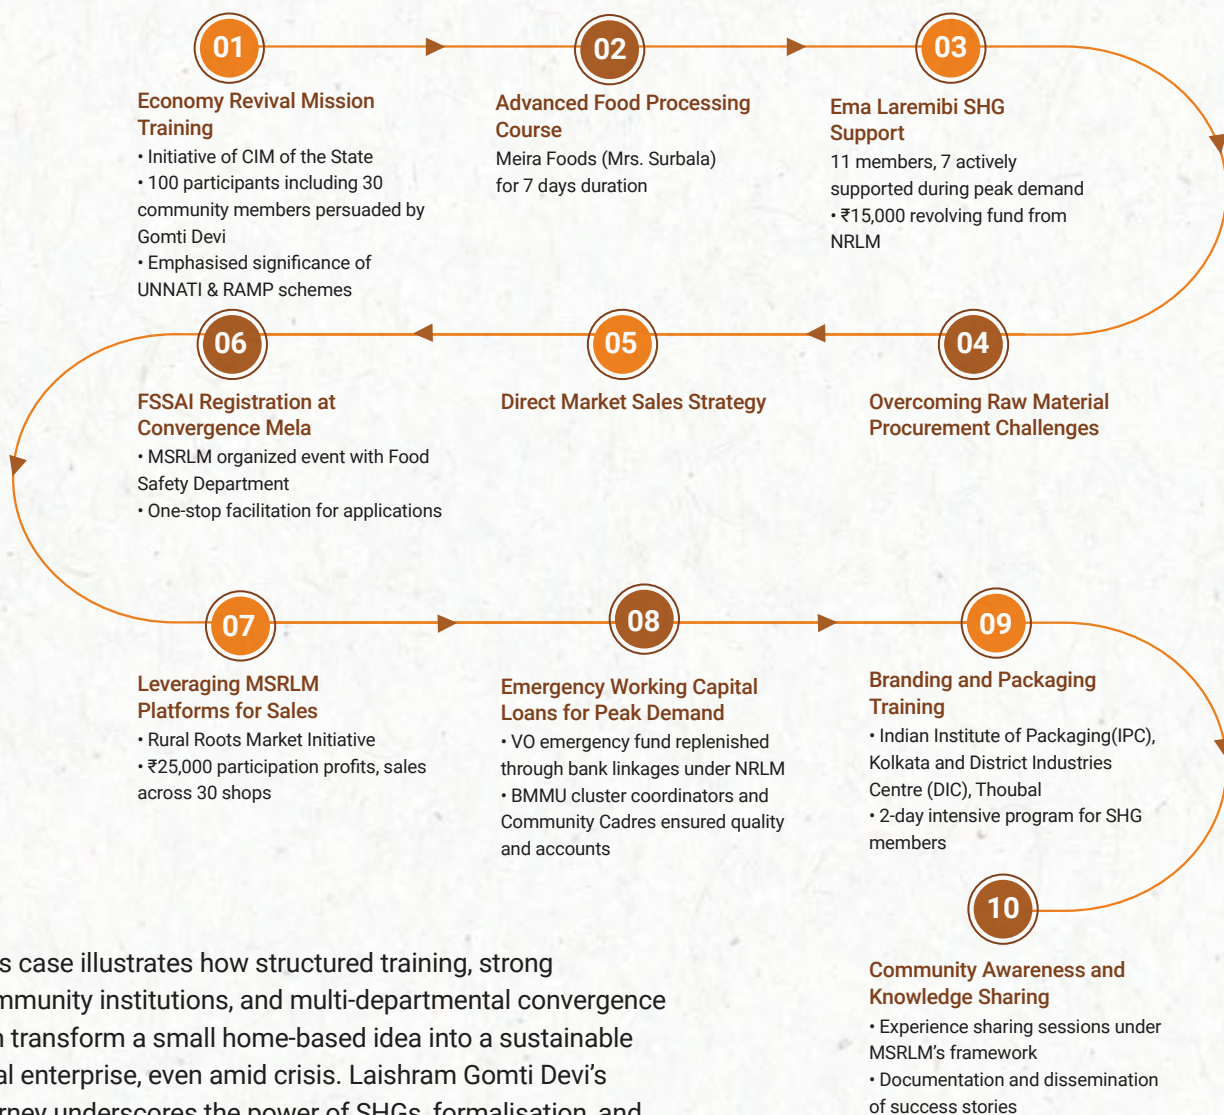 01
Economy Revival Mission
Training
• Initiative of CIM of the State
• 100 participants including 30
community members persuaded by
Gomti Devi
• Emphasised significance of
UNNATI & RAMP schemes
02
Advanced Food Processing
Course
Meira Foods (Mrs. Surbala)
for 7 days duration
03
Ema Laremibi SHG
Support
11 members, 7 actively
supported during peak demand
• ₹15,000 revolving fund from
NRLM
04
Overcoming Raw Material
Procurement Challenges
05
Direct Market Sales Strategy
06
FSSAI Registration at
Convergence Mela
• MSRLM organized event with Food
Safety Department
• One-stop facilitation for applications
07
Leveraging MSRLM
Platforms for Sales
• Rural Roots Market Initiative
• ₹25,000 participation profits, sales
across 30 shops
08
Emergency Working Capital
Loans for Peak Demand
• VO emergency fund replenished
through bank linkages under NRLM
• BMMU cluster coordinators and
Community Cadres ensured quality
and accounts
09
Branding and Packaging
Training
• Indian Institute of Packaging(IPC),
Kolkata and District Industries
Centre (DIC), Thoubal
• 2-day intensive program for SHG
members
10
Community Awareness and
Knowledge Sharing
• Experience sharing sessions under
MSRLM's framework
• Documentation and dissemination
of success stories
s case illustrates how structured training, strong
mmunity institutions, and multi-departmental convergence
n transform a small home-based idea into a sustainable
al enterprise, even amid crisis. Laishram Gomti Devi's
urney underscores the power of SHGs, formalisation, and